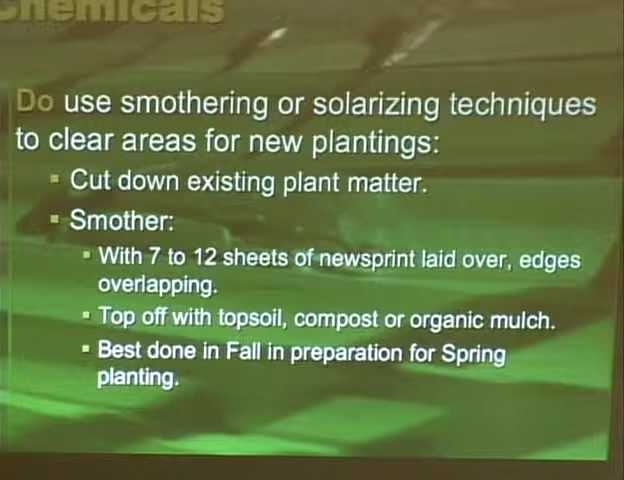 Chemicals
Do use smothering or solarizing techniques
to clear areas for new plantings:
Cut down existing plant matter.
Smother:
With 7 to 12 sheets of newsprint laid over, edges
overlapping.
Top off with topsoil, compost or organic mulch.
Best done in Fall in preparation for Spring
planting.